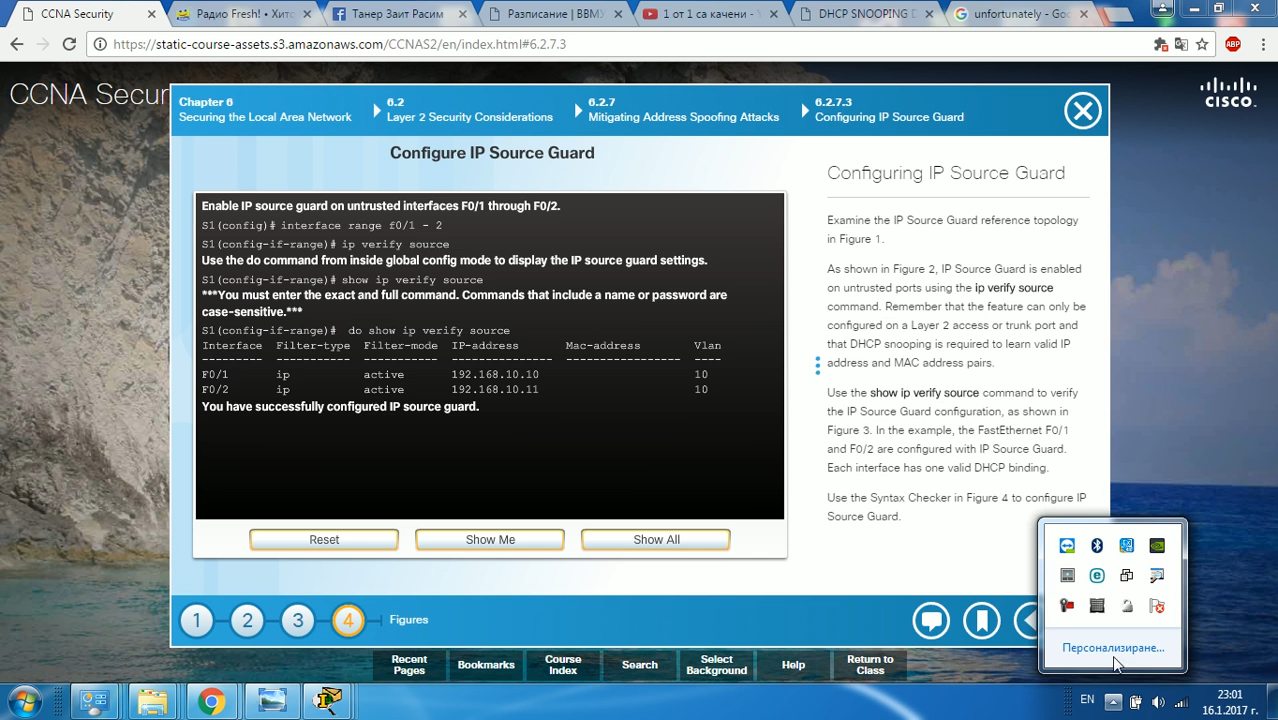 CCNA Security
Радио Fresh! - Хито
Танер Заит Расим
Разписание | ВВМУ
1 от 1 са качени - Y
DHCP SNOOPING D
unfortunately - Goo
https://static-course-assets.s3.amazonaws.com/CCNAS2/en/index.html#6.2.7.3
ABP
CCNA Secur
CISCO
Chapter 6
Securing the Local Area Network
6.2
Layer 2 Security Considerations
6.2.7
Mitigating Address Spoofing Attacks
6.2.7.3
Configuring IP Source Guard
Configure IP Source Guard
Enable IP source guard on untrusted interfaces F0/1 through F0/2.
S1(config)# interface range f0/1 - 2
S1(config-if-range)# ip verify source
Use the do command from inside global config mode to display the IP source guard settings.
S1(config-if-range)# show ip verify source
***You must enter the exact and full command. Commands that include a name or password are
case-sensitive.***
S1(config-if-range)# do show ip verify source
Interface Filter-type Filter-mode IP-address Mac-address Vlan
--------- ----------- ----------- --------------- ----------------- ----
F0/1 ip active 192.168.10.10 10
F0/2 ip active 192.168.10.11 10
You have successfully configured IP source guard.
Reset
Show Me
Show All
Configuring IP Source Guard
Examine the IP Source Guard reference topology
in Figure 1.
As shown in Figure 2, IP Source Guard is enabled
on untrusted ports using the ip verify source
command. Remember that the feature can only be
configured on a Layer 2 access or trunk port and
that DHCP snooping is required to learn valid IP
address and MAC address pairs.
Use the show ip verify source command to verify
the IP Source Guard configuration, as shown in
Figure 3. In the example, the FastEthernet F0/1
and F0/2 are configured with IP Source Guard.
Each interface has one valid DHCP binding.
Use the Syntax Checker in Figure 4 to configure IP
Source Guard.
1
2
3
4
Figures
Персонализиране...
Recent
Pages
Bookmarks
Course
Index
Search
Select
Background
Help
Return to
Class
EN
23:01
16.1.2017 г.